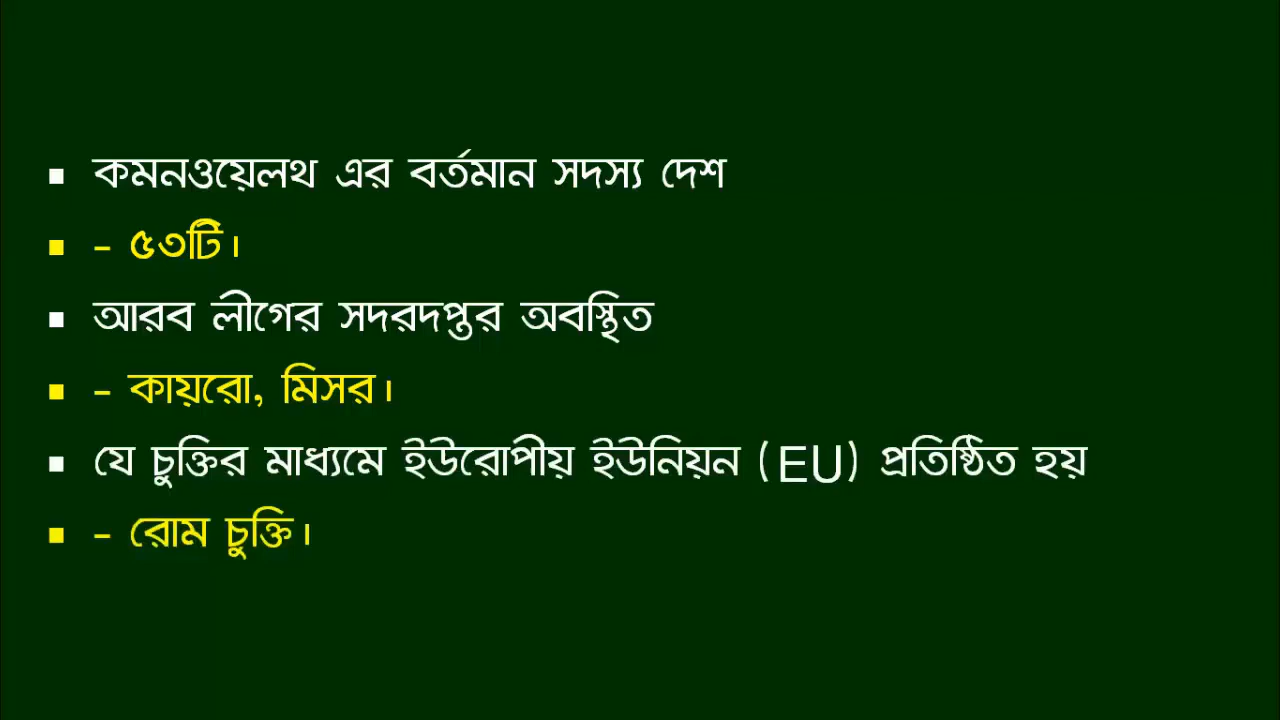 ▪ কমনওয়েলথ এর বর্তমান সদস্য দেশ
▪ – ৫৩টি।
▪ আরব লীগের সদরদপ্তর অবস্থিত
▪ – কায়রো, মিসর।
▪ যে চুক্তির মাধ্যমে ইউরোপীয় ইউনিয়ন (EU) প্রতিষ্ঠিত হয়
▪ – রোম চুক্তি।